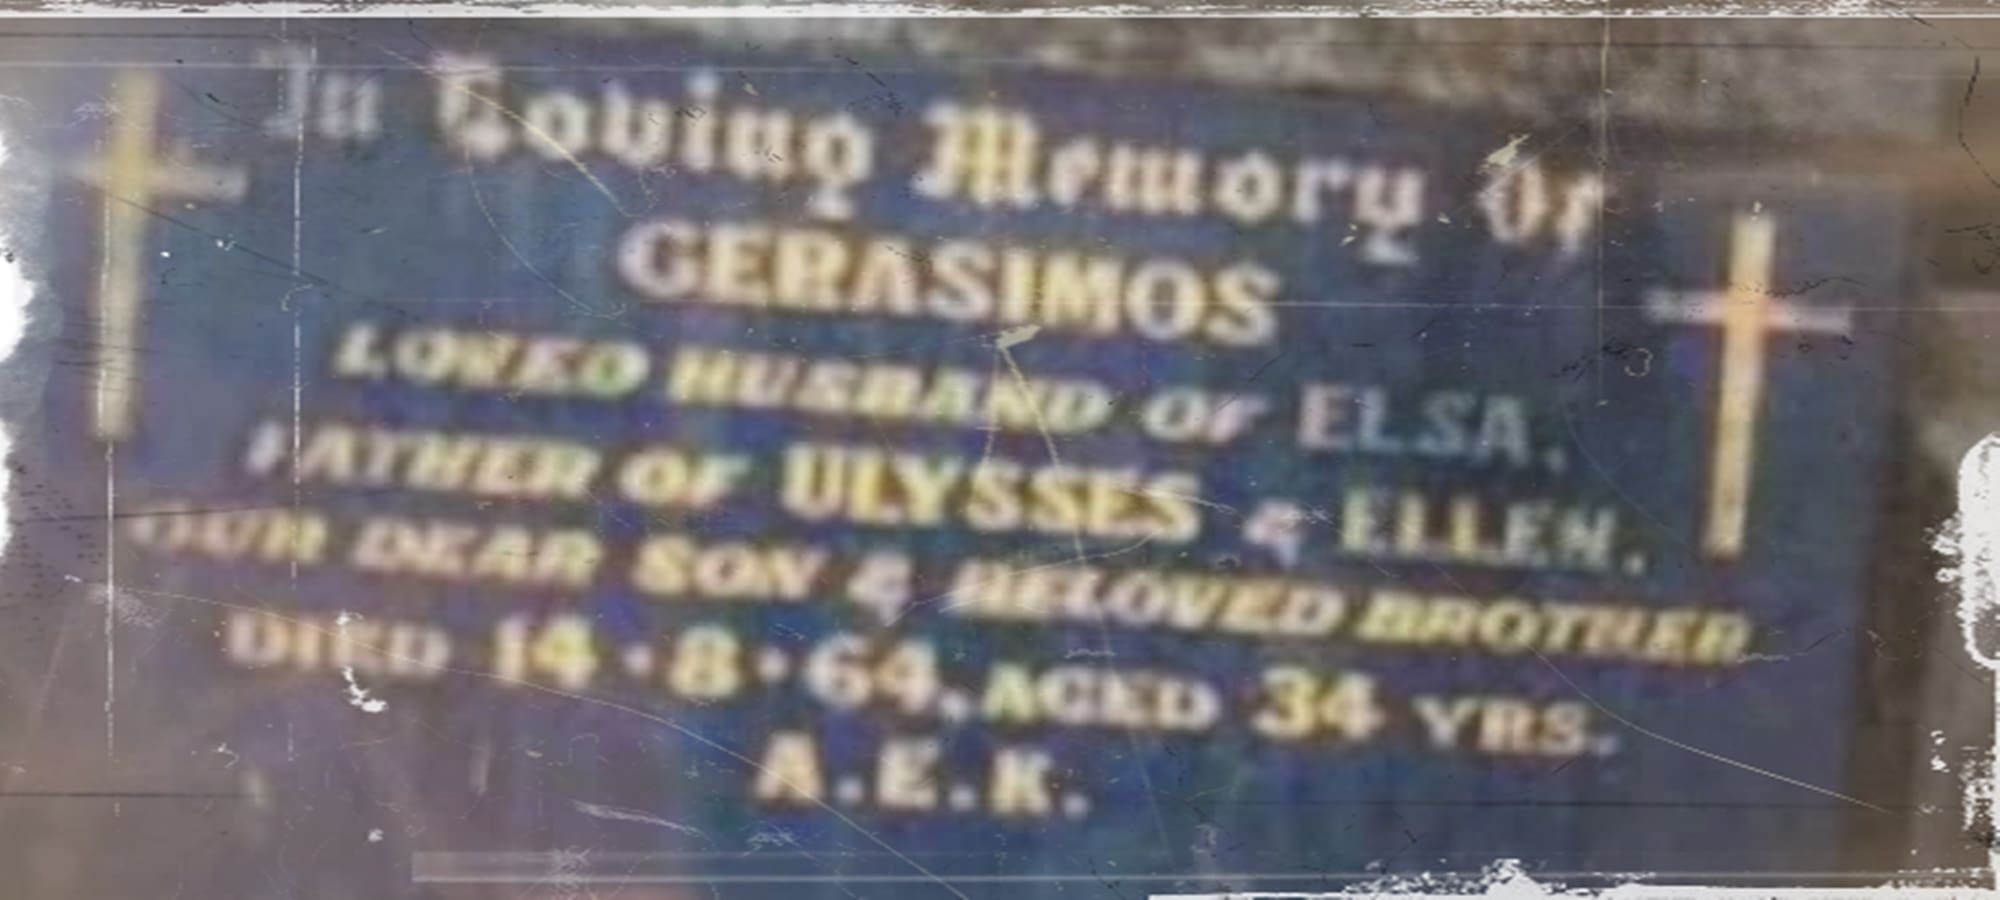 In Loving Memory Of
GERASIMOS
LOVED HUSBAND OF ELSA.
FATHER OF ULYSSES & ELLEN.
OUR DEAR SON & BELOVED BROTHER
DIED 14·8·64, AGED 34 YRS.
A.E.K.